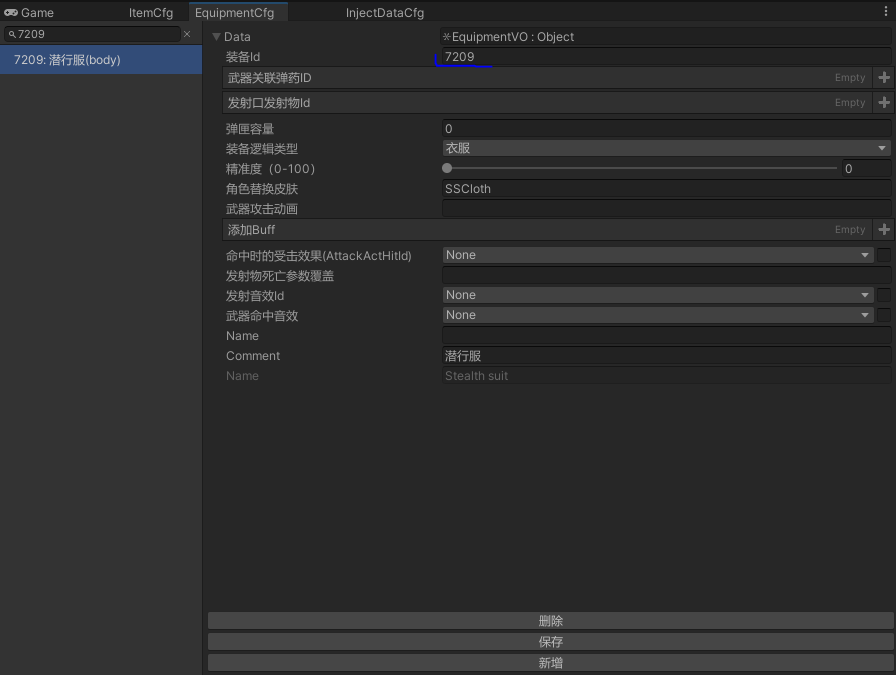 Game ItemCfg EquipmentCfg InjectDataCfg
7209
7209: 潜行服(body)
Data EquipmentVO : Object
装备Id 7209
武器关联弹药ID Empty
发射口发射物Id Empty
弹匣容量 0
装备逻辑类型 衣服
精准度（0-100） 0
角色替换皮肤 SSCloth
武器攻击动画
添加Buff Empty
命中时的受击效果(AttackActHitId) None
发射物死亡参数覆盖
发射音效Id None
武器命中音效 None
Name
Comment 潜行服
Name Stealth suit
删除
保存
新增